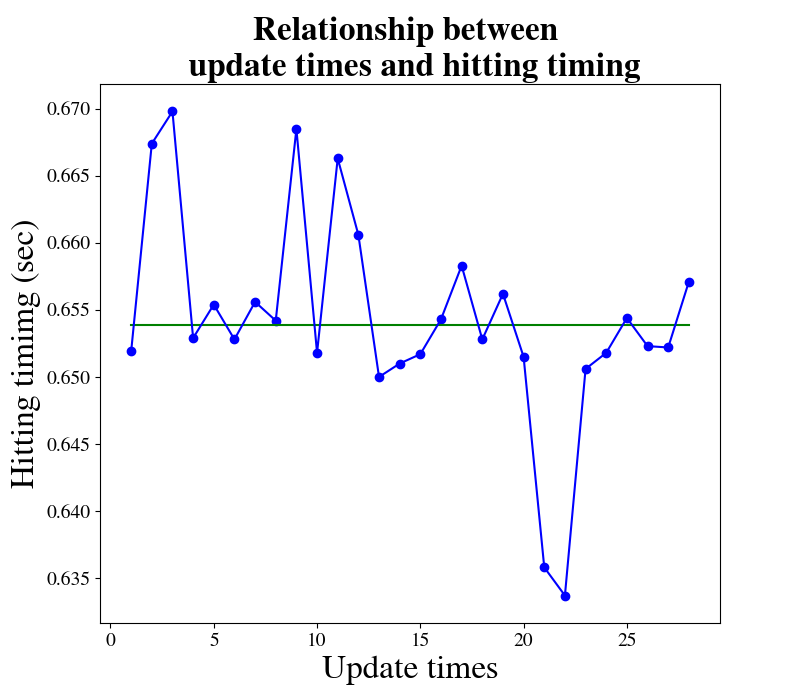 Relationship between
update times and hitting timing
0.670
0.665
0.660
0.655
0.650
0.645
0.640
0.635
Hitting timimg (sec)
0 5 10 15 20 25
Update times